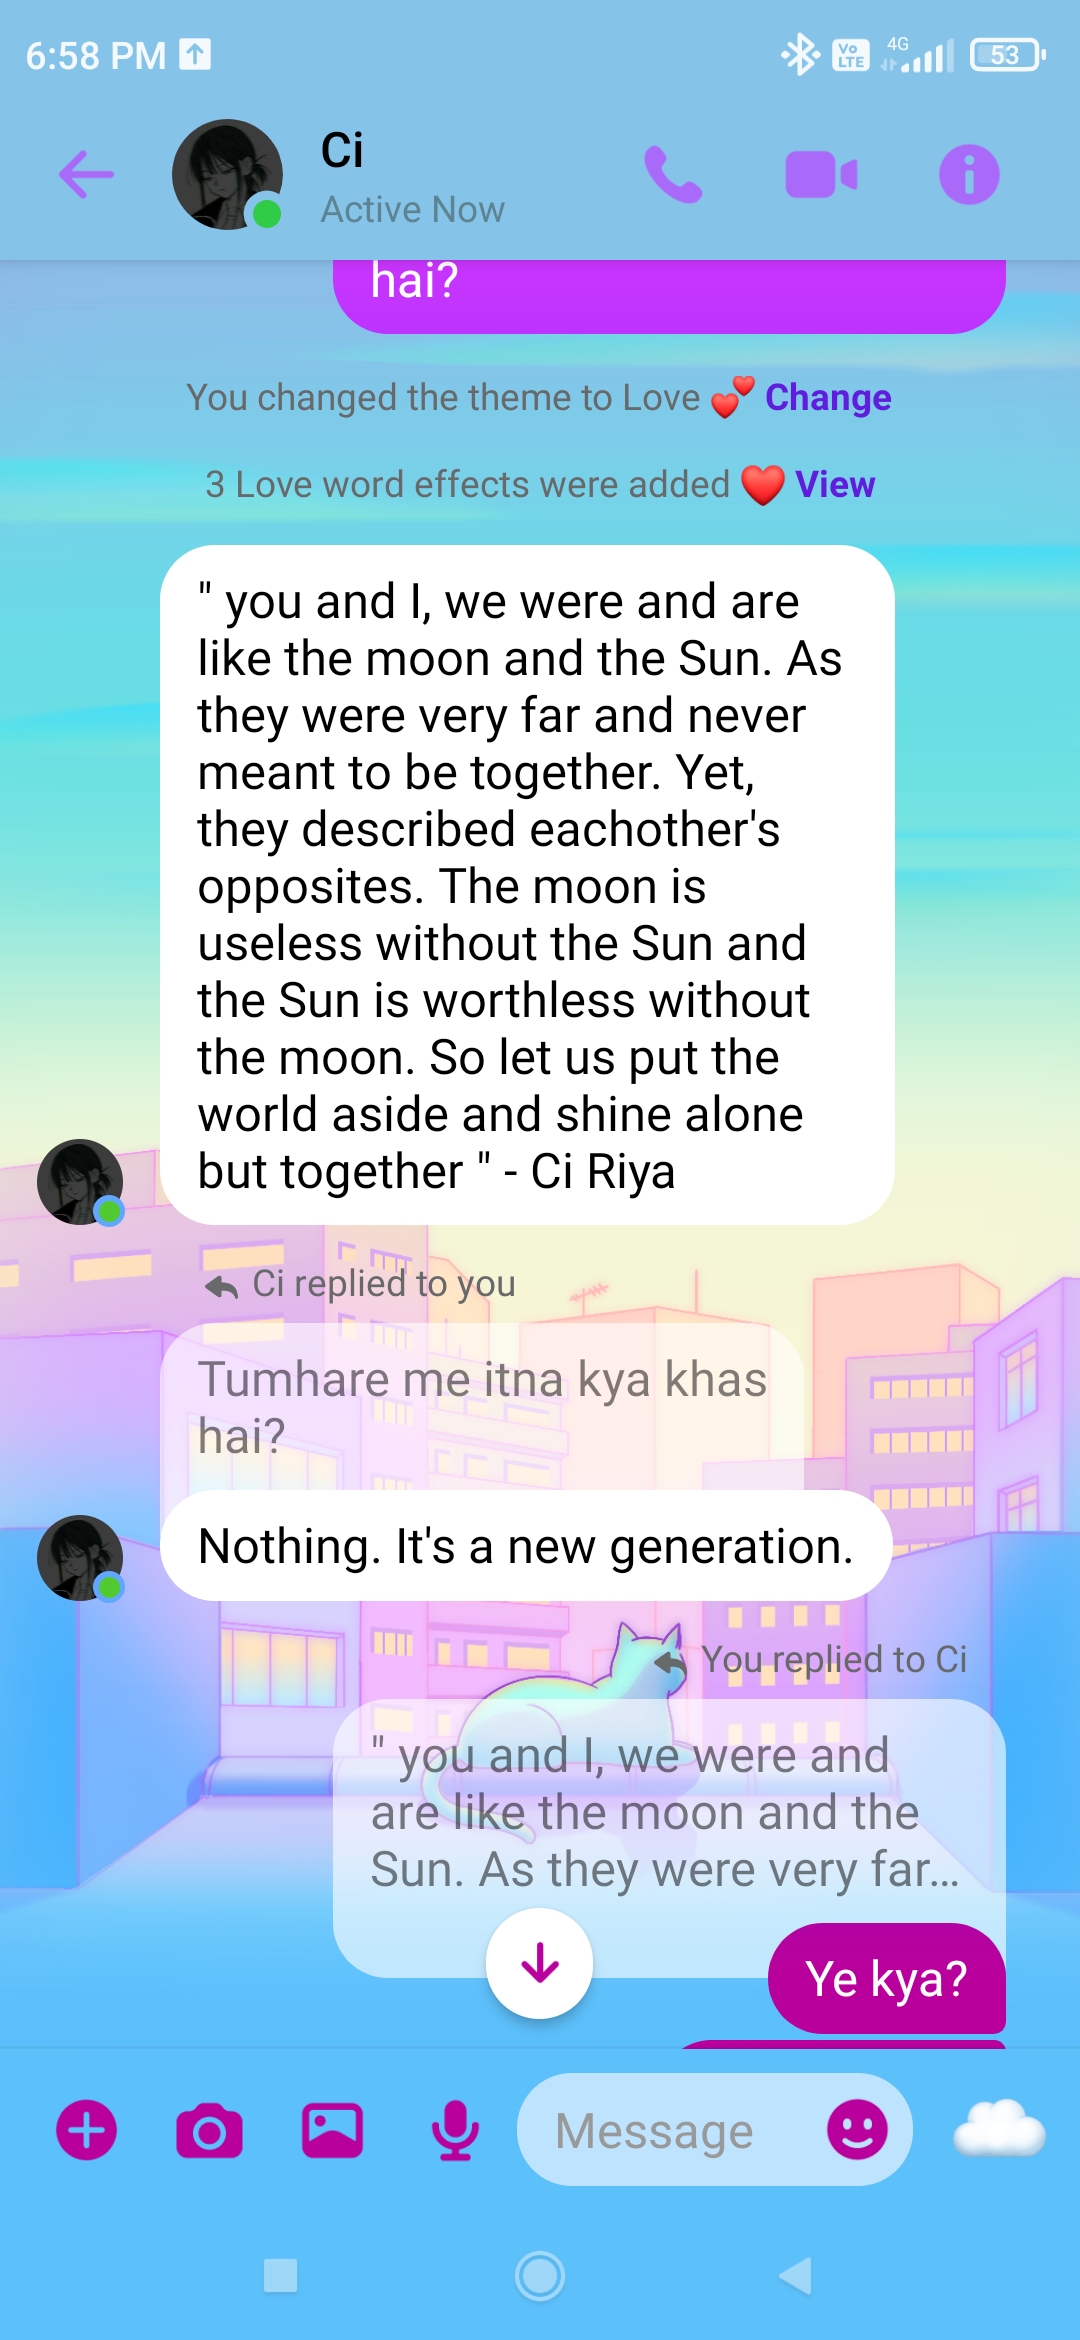 6:58 PM
Vo LTE 4G 53
Ci
Active Now
hai?
You changed the theme to Love 💕 Change
3 Love word effects were added ❤️ View
" you and I, we were and are
like the moon and the Sun. As
they were very far and never
meant to be together. Yet,
they described eachother's
opposites. The moon is
useless without the Sun and
the Sun is worthless without
the moon. So let us put the
world aside and shine alone
but together " - Ci Riya
Ci replied to you
Tumhare me itna kya khas
hai?
Nothing. It's a new generation.
You replied to Ci
" you and I, we were and
are like the moon and the
Sun. As they were very far...
Ye kya?
Message